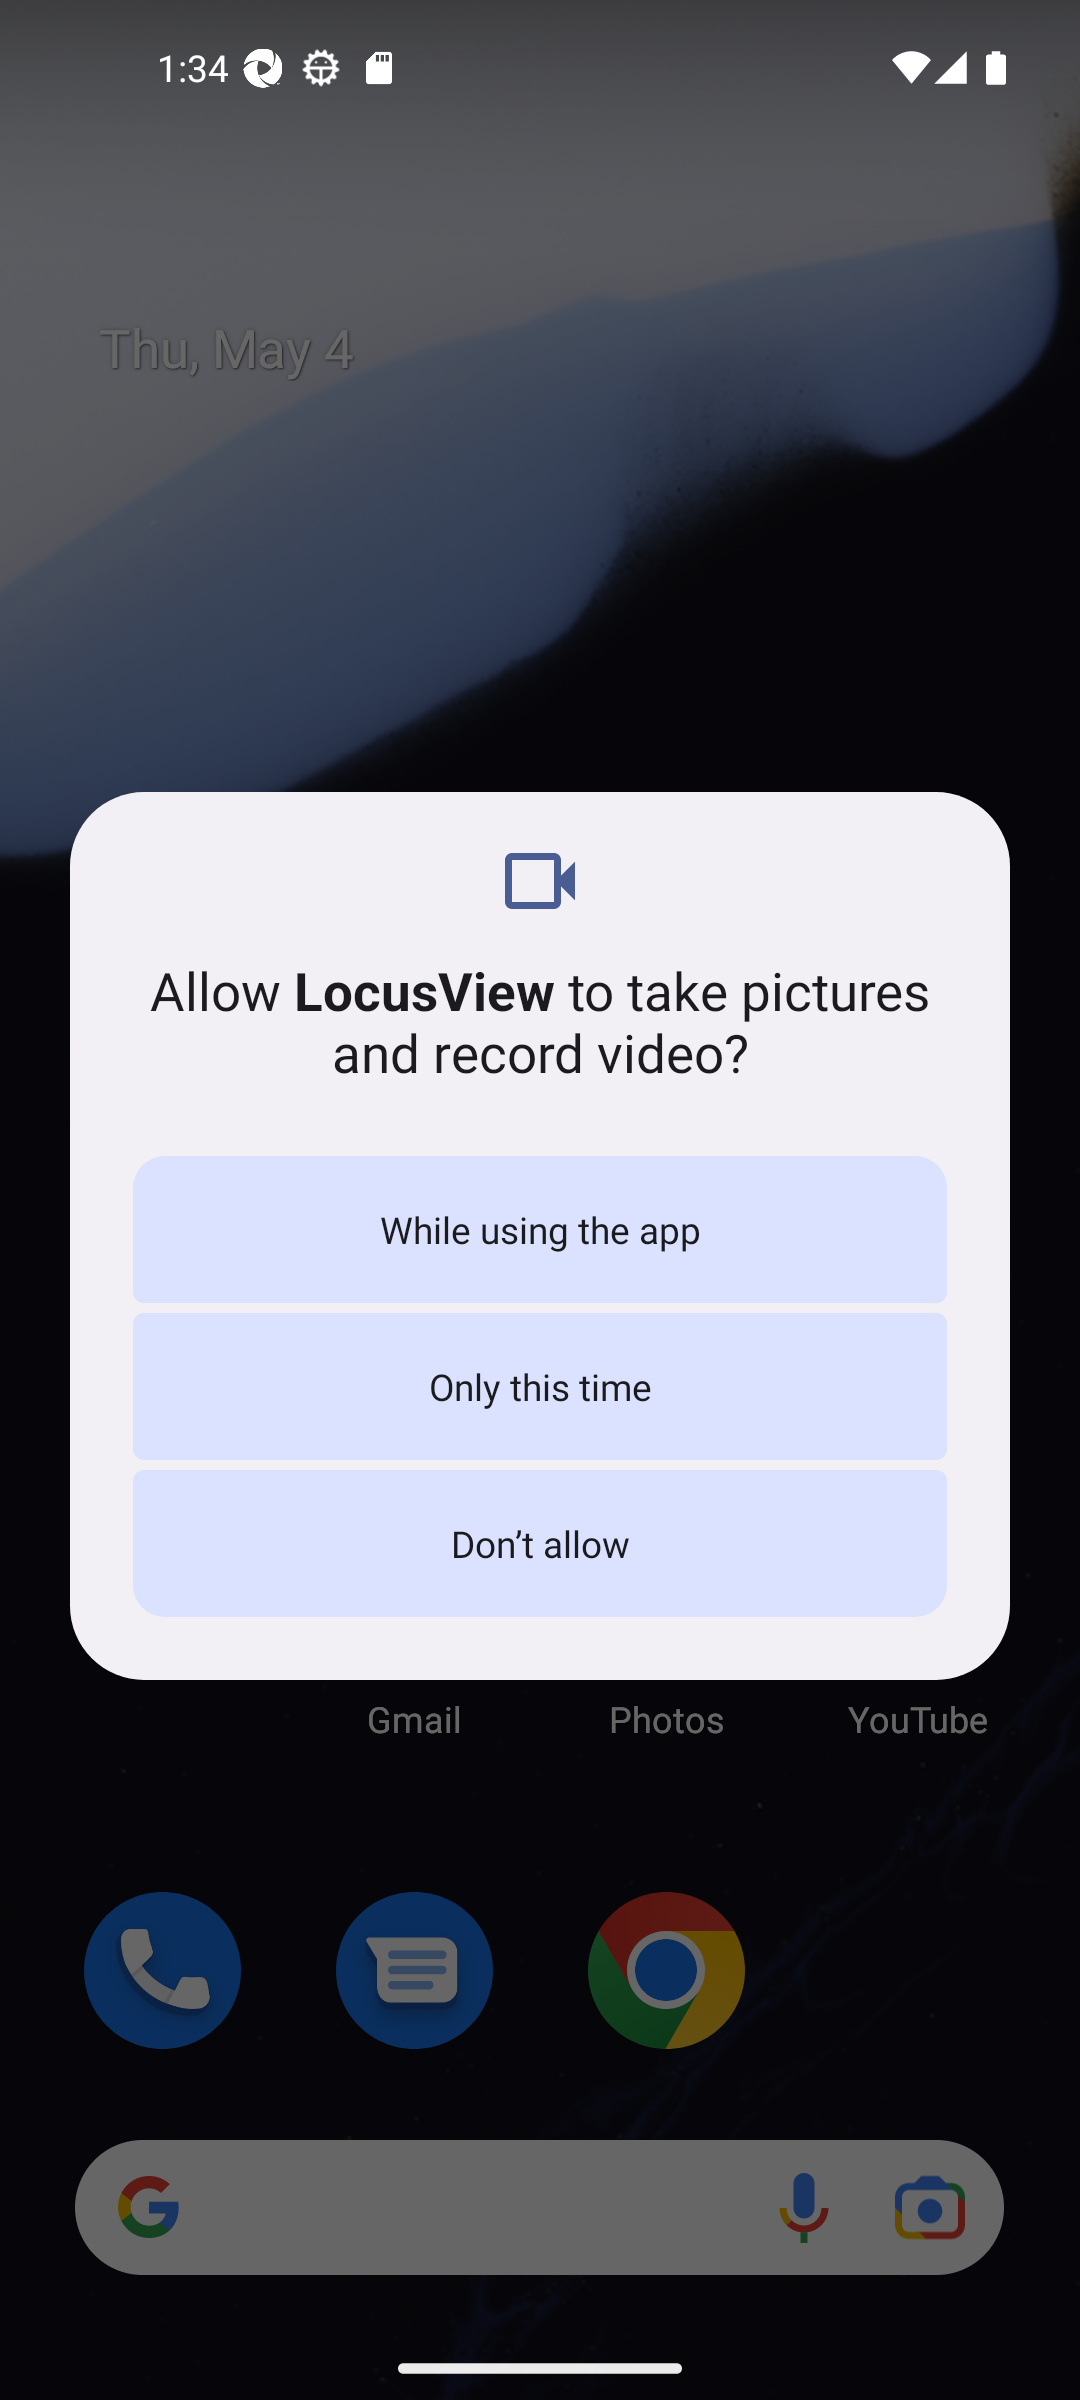 1:34
Thu, May 4
Allow LocusView to take pictures
and record video?
While using the app
Only this time
Don’t allow
Gmail Photos YouTube